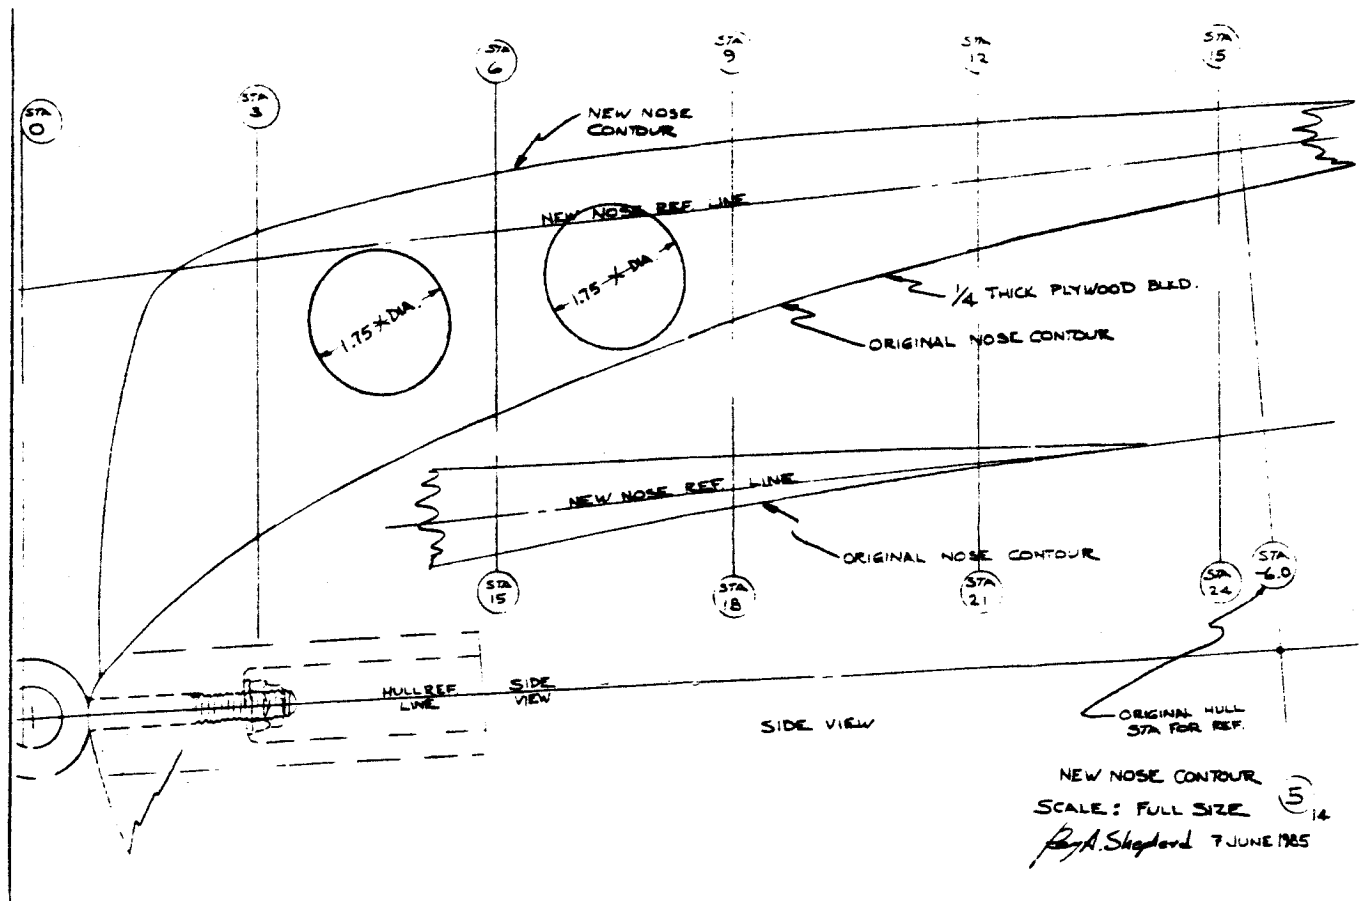 STA
0
STA
3
STA
6
STA
9
STA
12
STA
15
NEW NOSE
CONTOUR
NEW NOSE REF. LINE
1.75 DIA.
1.75 DIA
1/4 THICK PLYWOOD BLKD.
ORIGINAL NOSE CONTOUR
NEW NOSE REF. LINE
ORIGINAL NOSE CONTOUR
STA
15
STA
18
STA
21
STA
24
STA
-6.0
HULL REF
LINE
SIDE
VIEW
SIDE VIEW
ORIGINAL HULL
STA FOR REF.
NEW NOSE CONTOUR
SCALE: FULL SIZE
5
14
Roy A. Shepherd 7 JUNE 1985